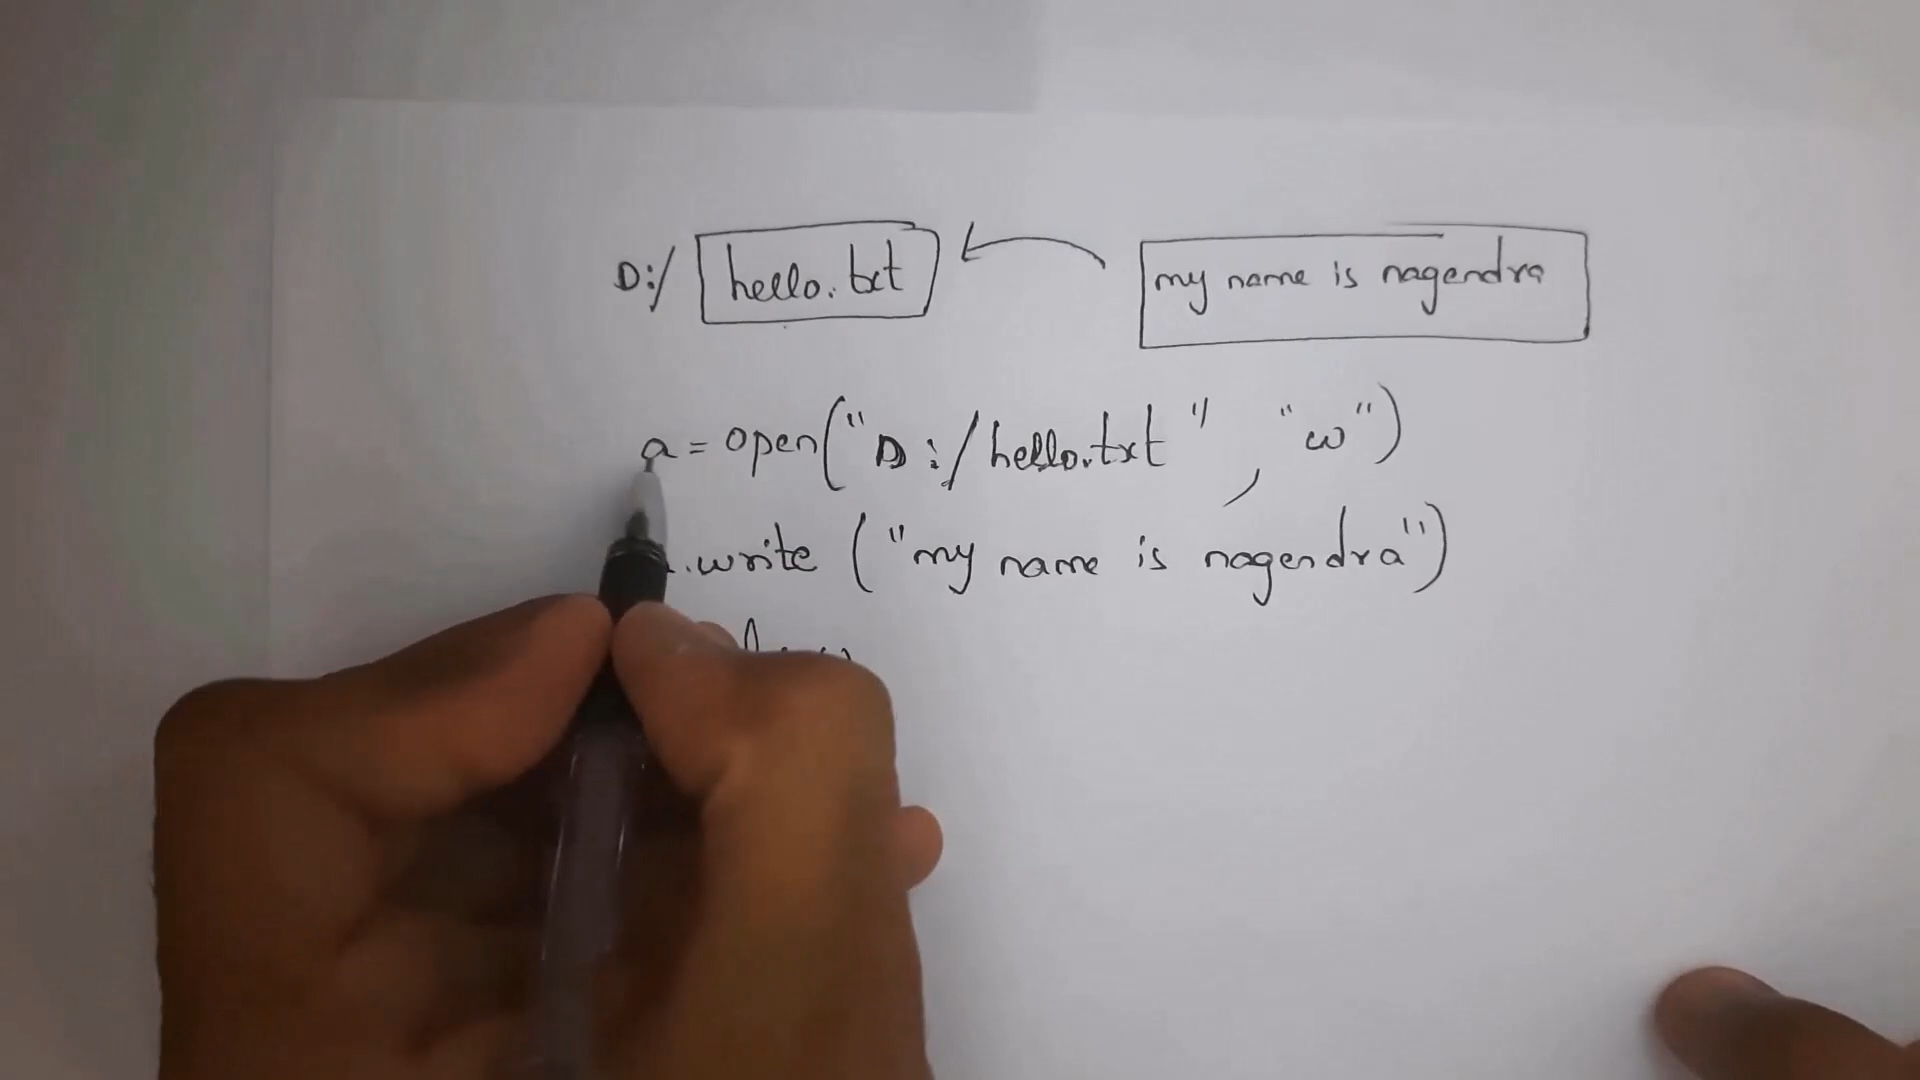 D:/ hello.txt my name is nagendra
a = open("D:/hello.txt", "w")
.write ("my name is nagendra")